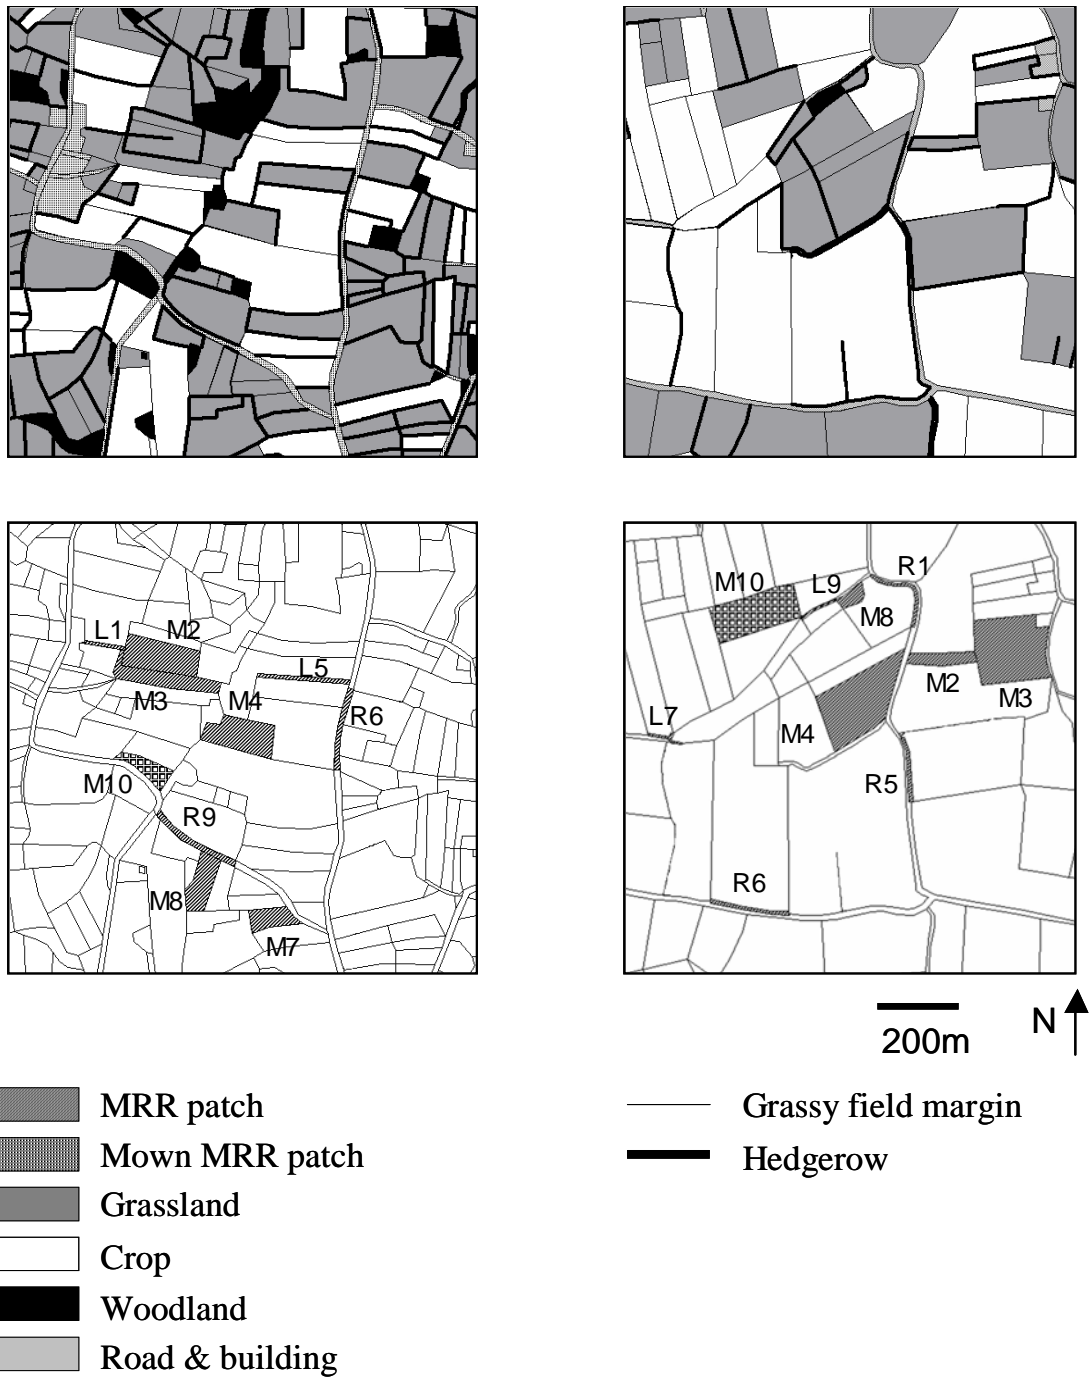 L1
M2
L5
M3
M4
R6
M10
R9
M8
M7
M10
L9
R1
M8
M2
M3
L7
M4
R5
R6
200m
N
MRR patch
Mown MRR patch
Grassland
Crop
Woodland
Road & building
Grassy field margin
Hedgerow